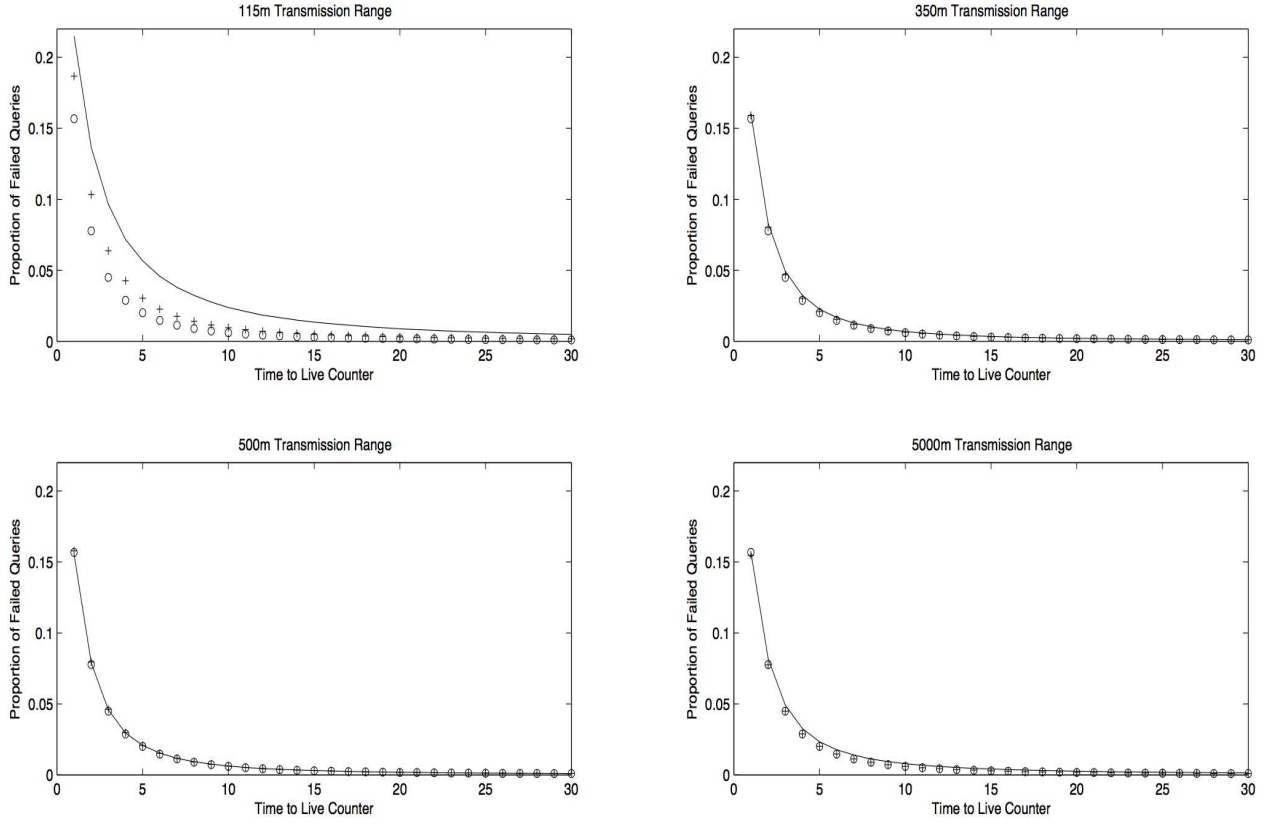 115m Transmission Range
0.2
0.15
0.1
0.05
0
Proportion of Failed Queries
0 5 10 15 20 25 30
Time to Live Counter
350m Transmission Range
0.2
0.15
0.1
0.05
0
Proportion of Failed Queries
0 5 10 15 20 25 30
Time to Live Counter
500m Transmission Range
0.2
0.15
0.1
0.05
0
Proportion of Failed Queries
0 5 10 15 20 25 30
Time to Live Counter
5000m Transmission Range
0.2
0.15
0.1
0.05
0
Proportion of Failed Queries
0 5 10 15 20 25 30
Time to Live Counter